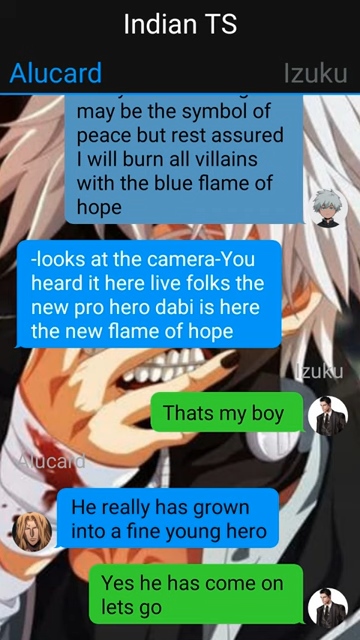 Indian TS
Alucard
Izuku
may be the symbol of
peace but rest assured
I will burn all villains
with the blue flame of
hope
-looks at the camera-You
heard it here live folks the
new pro hero dabi is here
the new flame of hope
Izuku
Thats my boy
Alucard
He really has grown
into a fine young hero
Yes he has come on
lets go